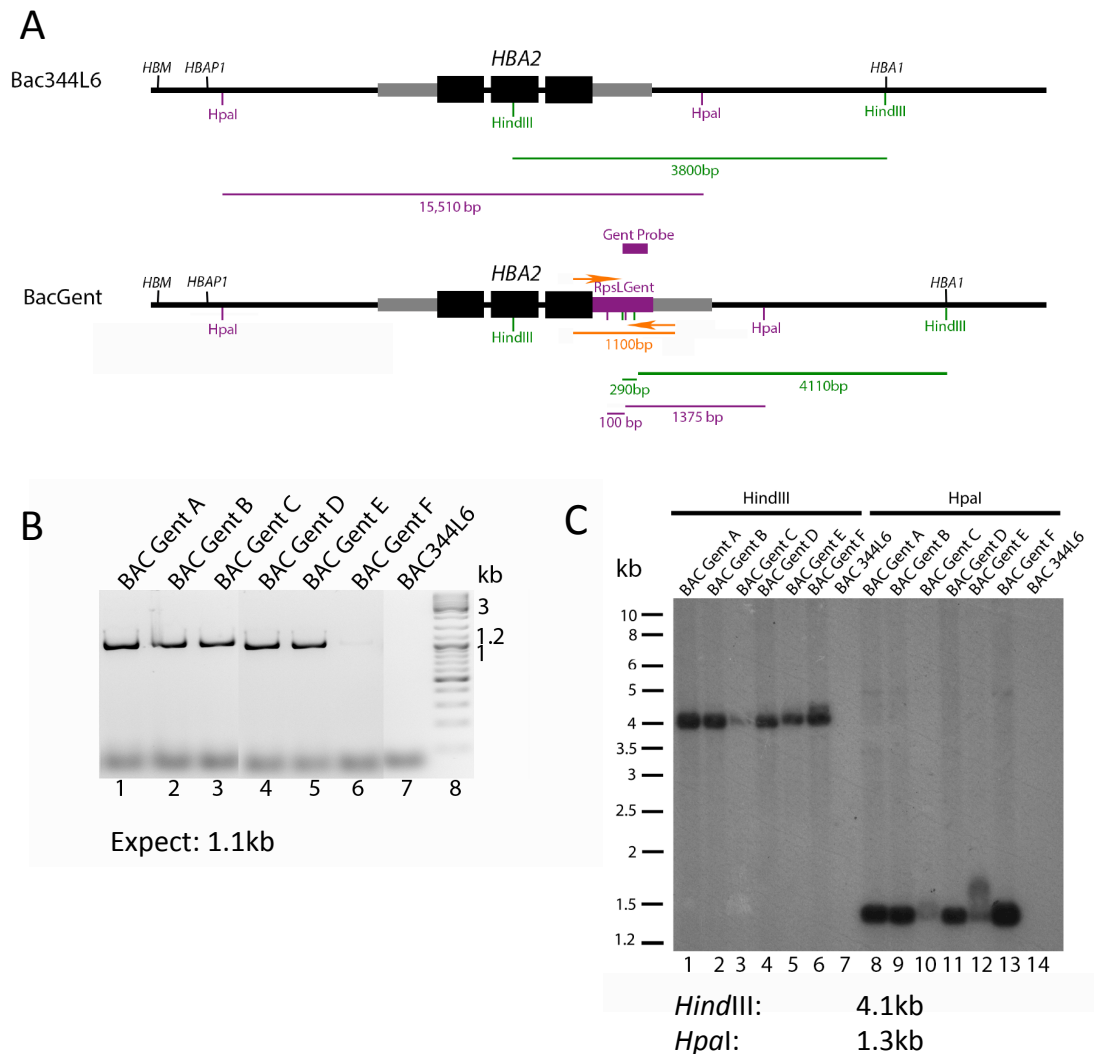 A
HBA2
HBM HBAP1 HBA1
Bac344L6
HpaI HpaI HindIII
HindIII
3800bp
15,510 bp
Gent Probe
HBA2
HBM HBAP1 HBA1
RpsLGent
BacGent
HpaI HindIII HpaI HindIII
1100bp
290bp 4110bp
100 bp 1375bp
B
BAC Gent A BAC Gent B BAC Gent C BAC Gent D BAC Gent E BAC Gent F BAC344L6
kb
3
1.2
1
1 2 3 4 5 6 7 8
Expect: 1.1kb
C
HindIII HpaI
BAC Gent A BAC Gent B BAC Gent C BAC Gent D BAC Gent E BAC Gent F BAC 344L6 BAC Gent A BAC Gent B BAC Gent C BAC Gent D BAC Gent E BAC Gent F BAC 344L6
kb
10
8
6
5
4
3.5
3
2.5
2
1.5
1.2
1 2 3 4 5 6 7 8 9 10 11 12 13 14
HindIII: 4.1kb
HpaI: 1.3kb